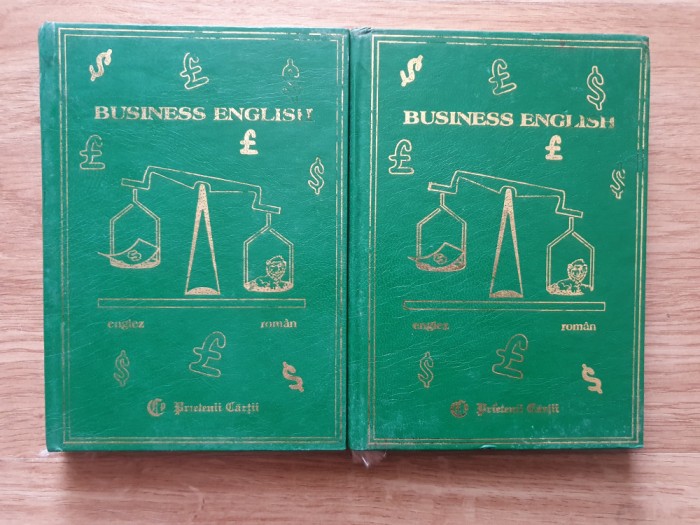 BUSINESS ENGLISH
englez român
Prietenii Cărții
BUSINESS ENGLISH
englez român
Prietenii Cărții